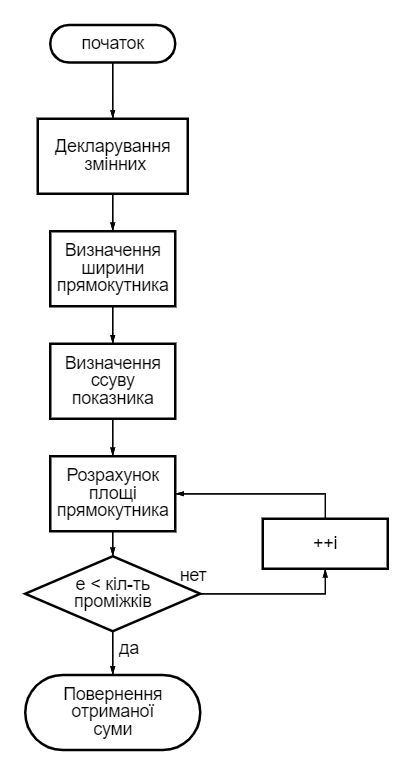 початок
Декларування
змінних
Визначення
ширини
прямокутника
Визначення
ссуву
показника
Розрахунок
площі
прямокутника
++i
е < кіл-ть
проміжків
нет
да
Повернення
отриманої
суми